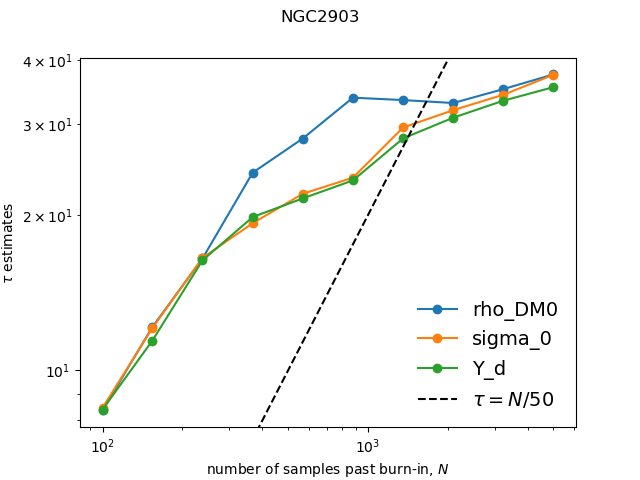 NGC2903
4 × 10¹
3 × 10¹
2 × 10¹
10¹
τ estimates
rho_DM0
sigma_0
Y_d
τ = N/50
10² 10³
number of samples past burn-in, N